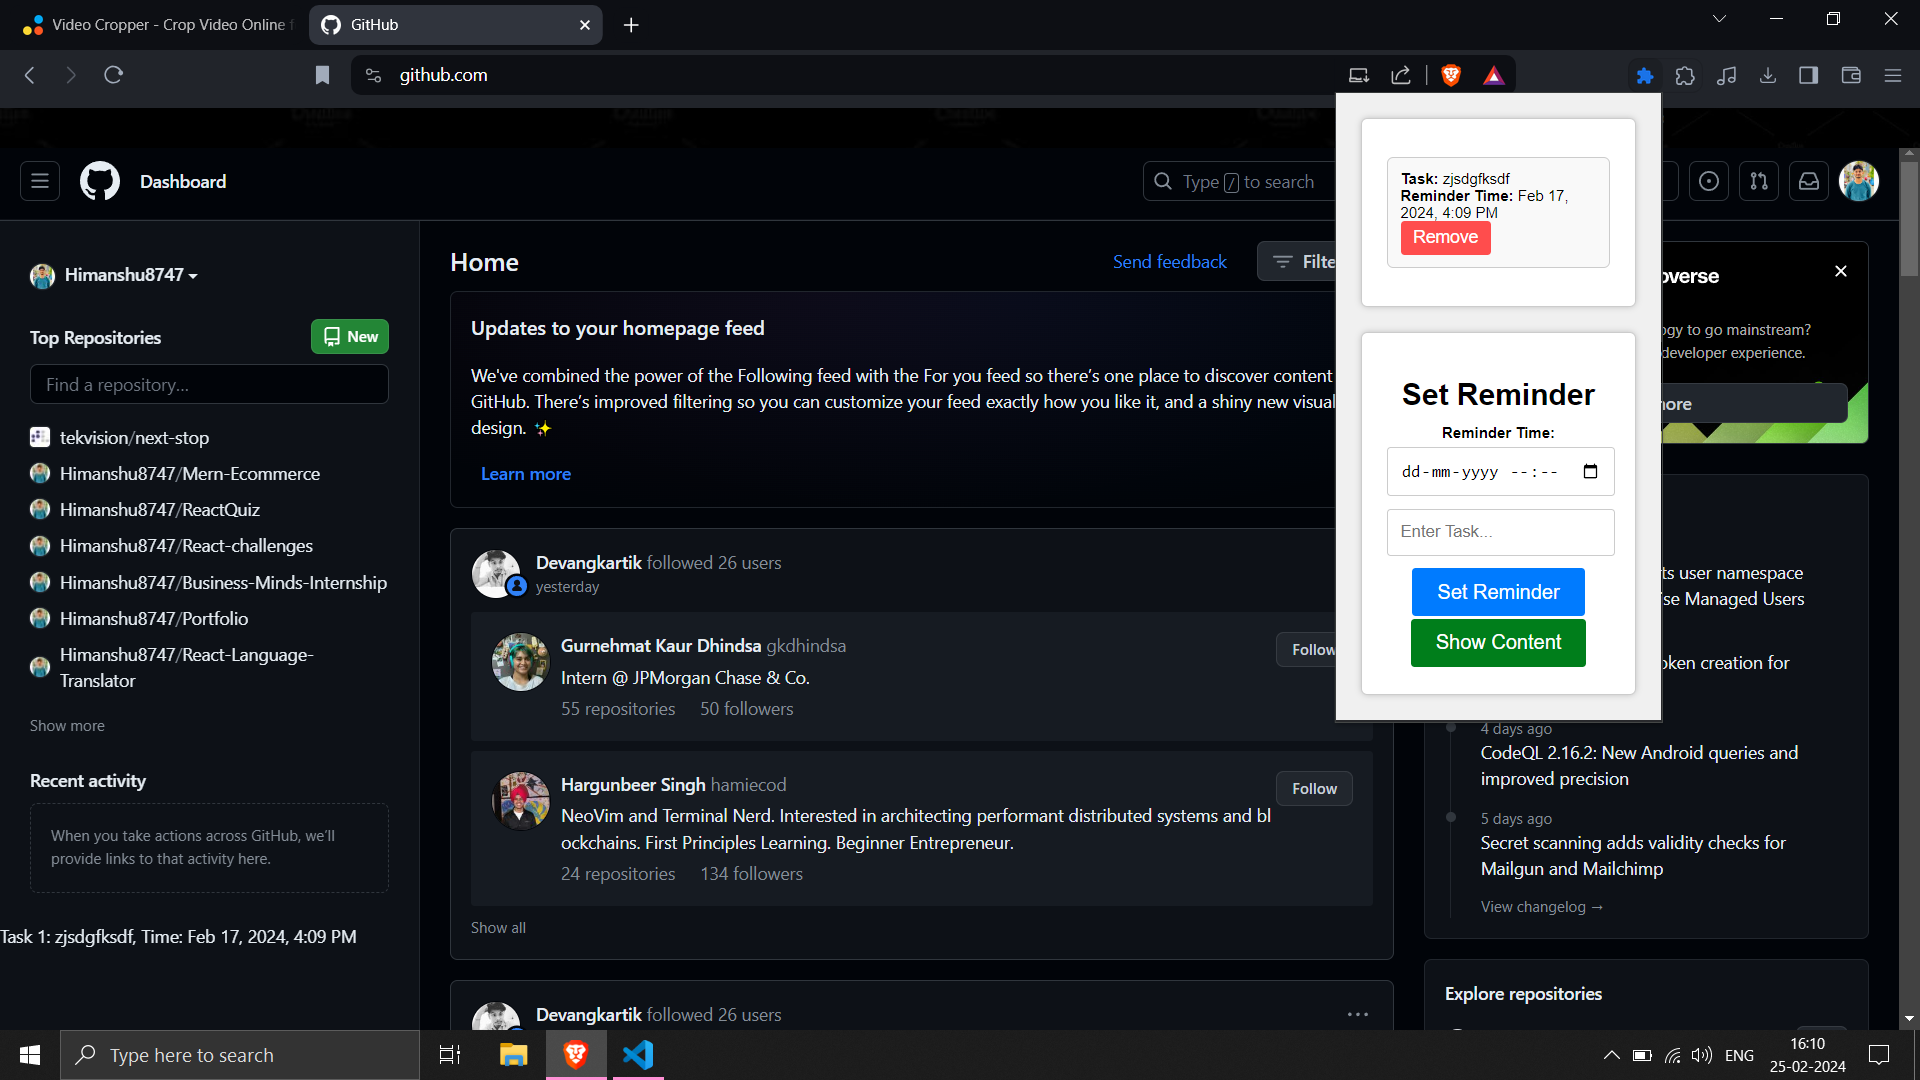 Video Cropper - Crop Video Online f
GitHub
github.com
Dashboard
Type / to search
Himanshu8747
Top Repositories
New
Find a repository...
tekvision/next-stop
Himanshu8747/Mern-Ecommerce
Himanshu8747/ReactQuiz
Himanshu8747/React-challenges
Himanshu8747/Business-Minds-Internship
Himanshu8747/Portfolio
Himanshu8747/React-Language-
Translator
Show more
Recent activity
When you take actions across GitHub, we'll
provide links to that activity here.
Task 1: zjsdgfksdf, Time: Feb 17, 2024, 4:09 PM
Home
Send feedback
Filte
Updates to your homepage feed
We've combined the power of the Following feed with the For you feed so there's one place to discover content
GitHub. There's improved filtering so you can customize your feed exactly how you like it, and a shiny new visual
design. ✨
Learn more
Devangkartik followed 26 users
yesterday
Gurnehmat Kaur Dhindsa gkdhindsa
Follow
Intern @ JPMorgan Chase & Co.
55 repositories 50 followers
Hargunbeer Singh hamiecod
Follow
NeoVim and Terminal Nerd. Interested in architecting performant distributed systems and bl
ockchains. First Principles Learning. Beginner Entrepreneur.
24 repositories 134 followers
Show all
Devangkartik followed 26 users
Task: zjsdgfksdf
Reminder Time: Feb 17,
2024, 4:09 PM
Remove
Set Reminder
Reminder Time:
dd-mm-yyyy --:--
Enter Task...
Set Reminder
Show Content
verse
gy to go mainstream?
developer experience.
ore
ts user namespace
se Managed Users
oken creation for
4 days ago
CodeQL 2.16.2: New Android queries and
improved precision
5 days ago
Secret scanning adds validity checks for
Mailgun and Mailchimp
View changelog →
Explore repositories
Type here to search
ENG
16:10
25-02-2024